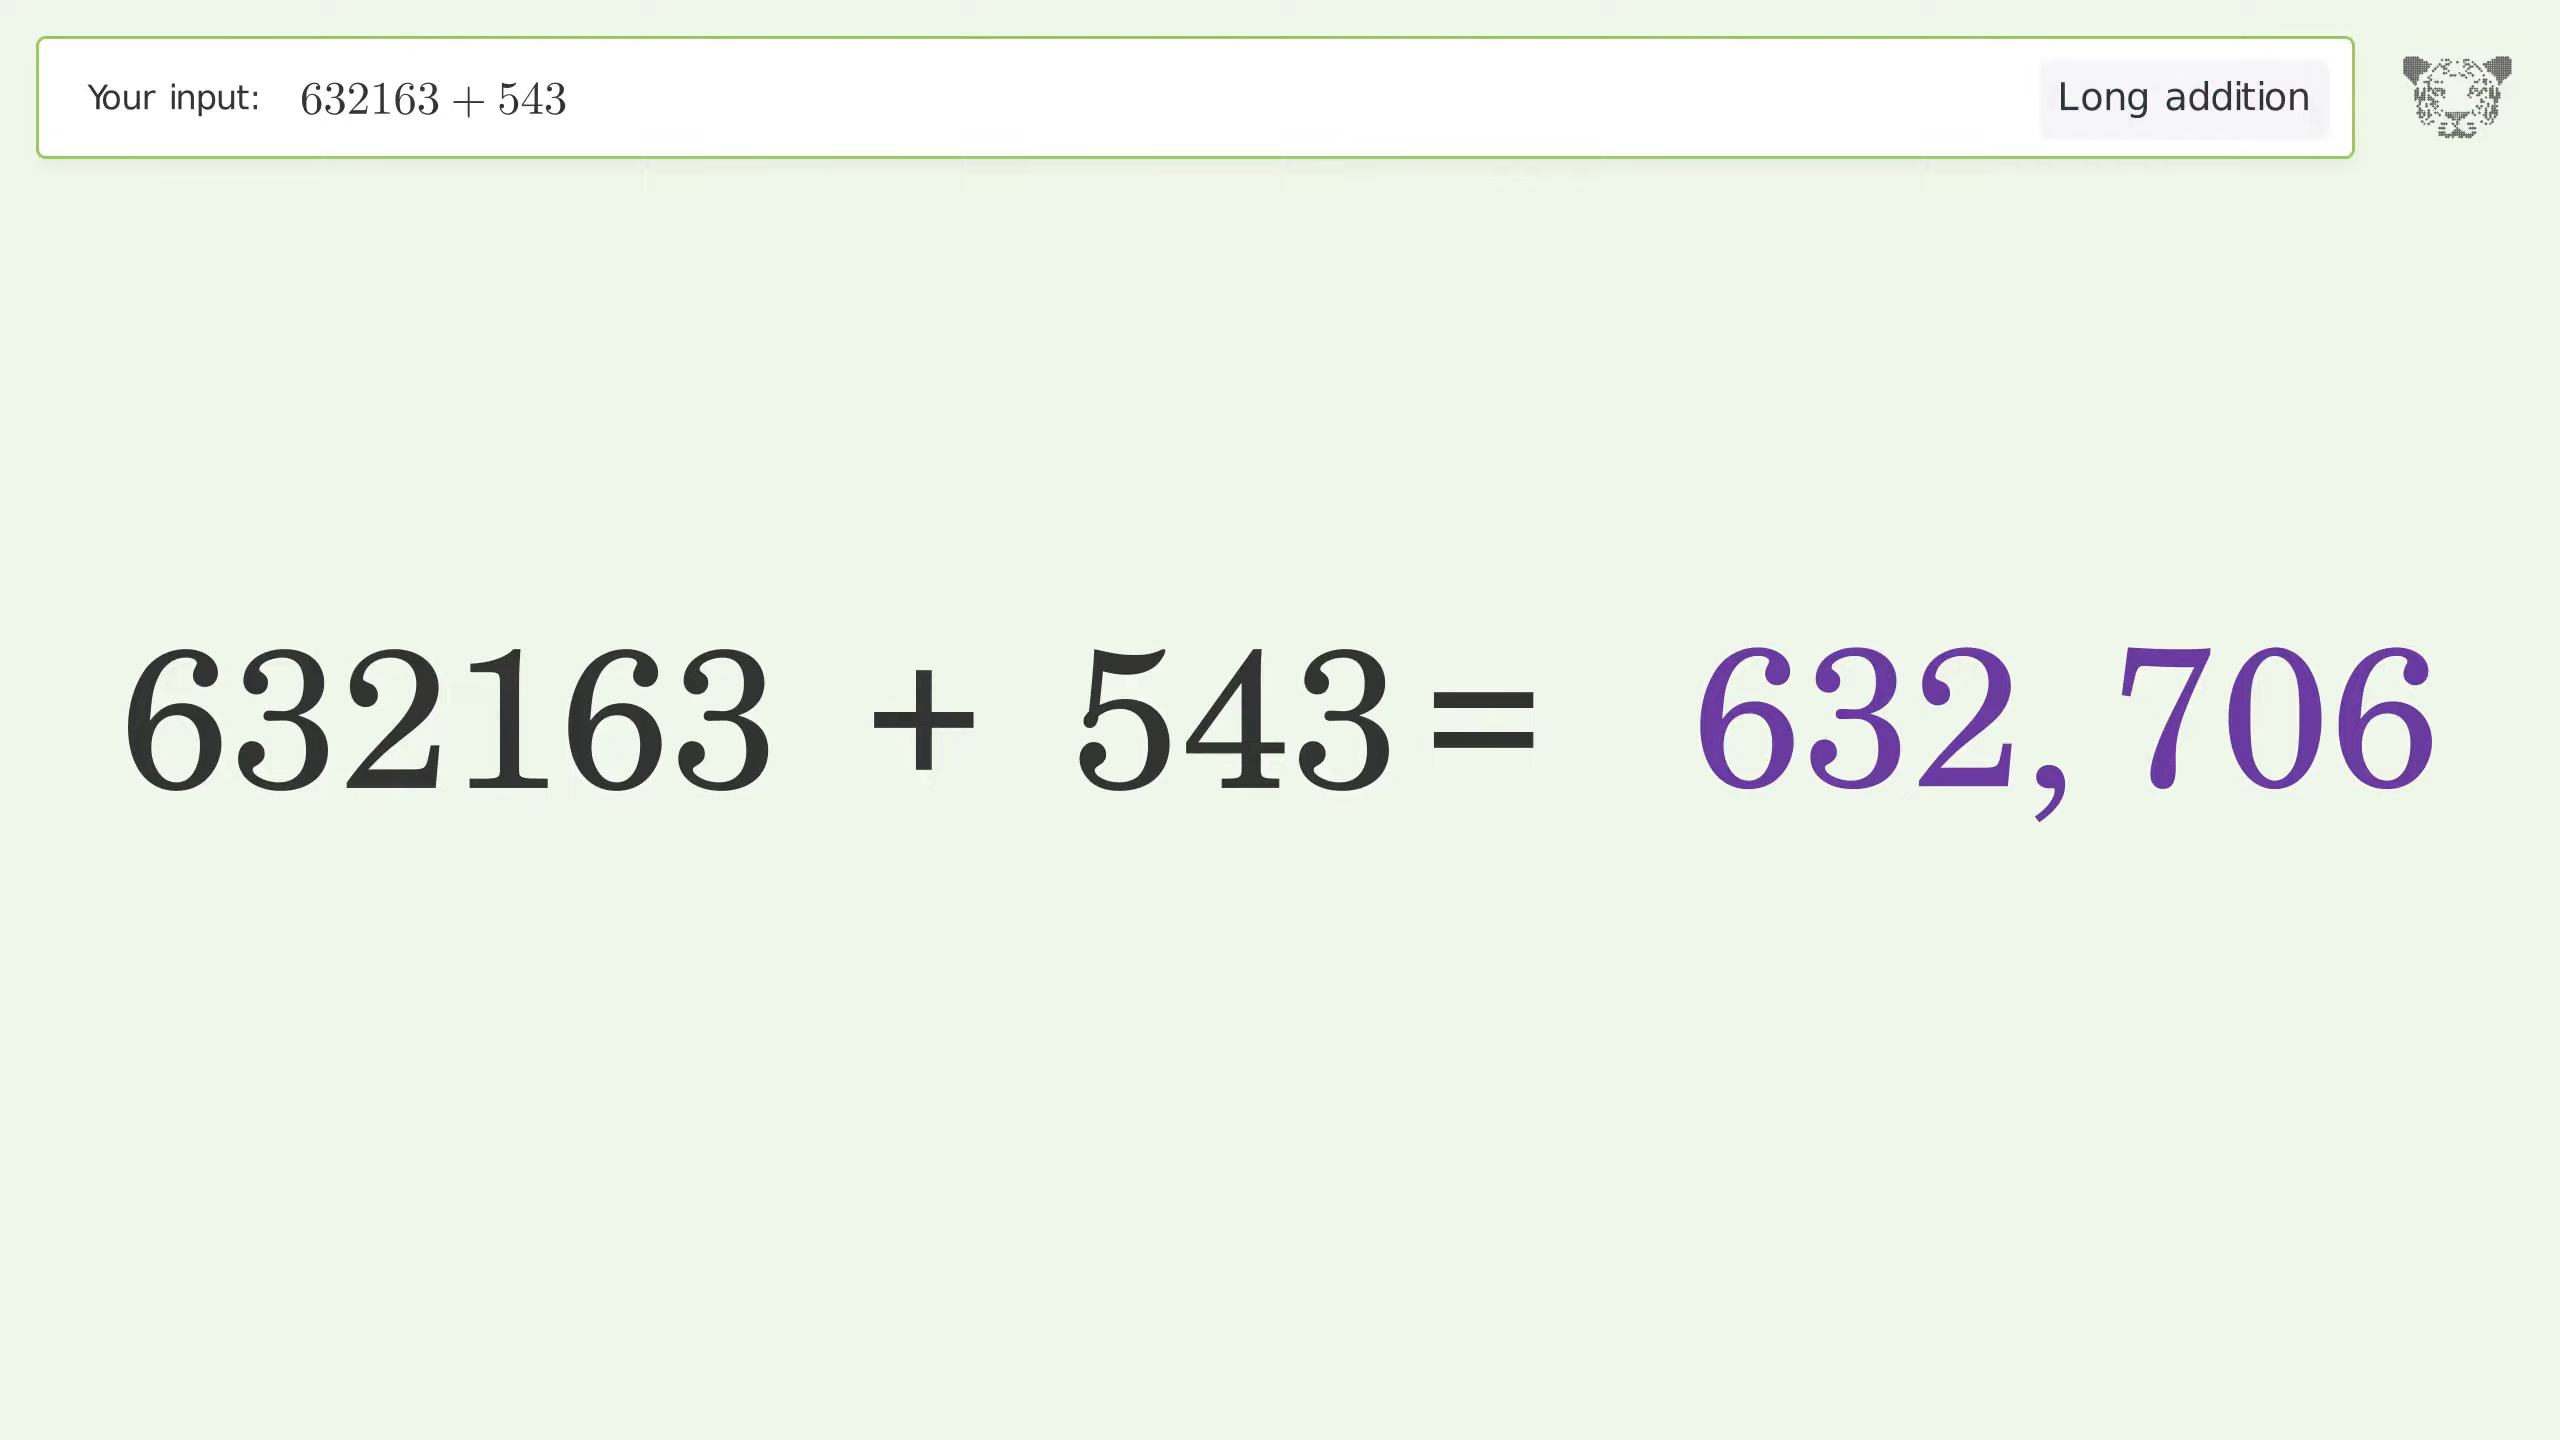 Your input: 632163 + 543 Long addition
632163 + 543 = 632,706